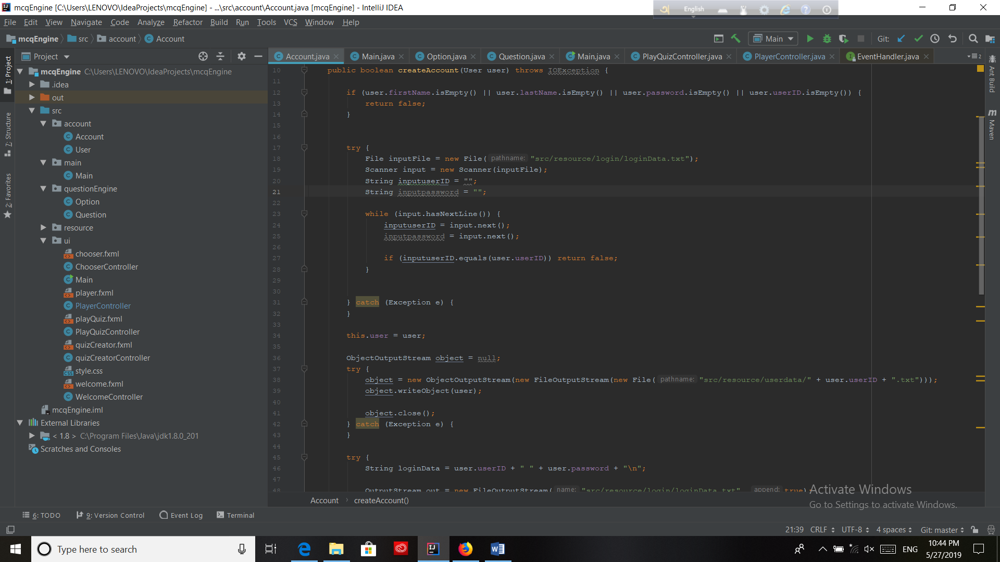 mcqEngine [C:\Users\LENOVO\IdeaProjects\mcqEngine] - ...\src\account\Account.java [mcqEngine] - IntelliJ IDEA
English
File Edit View Navigate Code Analyze Refactor Build Run Tools VCS Window Help
mcqEngine src account Account
Main Git:
Project
Account.java Main.java Option.java Question.java Main.java PlayQuizController.java PlayerController.java EventHandler.java
2
1: Project
7: Structure
2: Favorites
mcqEngine C:\Users\LENOVO\IdeaProjects\mcqEngine
.idea
out
src
account
Account
User
main
Main
questionEngine
Option
Question
resource
ui
chooser.fxml
ChooserController
Main
player.fxml
PlayerController
playQuiz.fxml
PlayQuizController
quizCreator.fxml
quizCreatorController
style.css
welcome.fxml
WelcomeController
mcqEngine.iml
External Libraries
< 1.8 > C:\Program Files\Java\jdk1.8.0_201
Scratches and Consoles
10 public boolean createAccount(User user) throws IOException {
11
12 if (user.firstName.isEmpty() || user.lastName.isEmpty() || user.password.isEmpty() || user.userID.isEmpty()) {
13 return false;
14 }
15
16
17 try {
18 File inputFile = new File( pathname: "src/resource/login/loginData.txt");
19 Scanner input = new Scanner(inputFile);
20 String inputuserID = "";
21 String inputpassword = "";
22
23 while (input.hasNextLine()) {
24 inputuserID = input.next();
25 inputpassword = input.next();
26
27 if (inputuserID.equals(user.userID)) return false;
28 }
29
30
31 } catch (Exception e) {
32 }
33
34 this.user = user;
35
36 ObjectOutputStream object = null;
37 try {
38 object = new ObjectOutputStream(new FileOutputStream(new File( pathname: "src/resource/userdata/" + user.userID + ".txt")));
39 object.writeObject(user);
40
41 object.close();
42 } catch (Exception e) {
43 }
44
45 try {
46 String loginData = user.userID + " " + user.password + "\n";
47
48 OutputStream out = new FileOutputStream( name: "src/resource/login/loginData.txt" append: true)
Ant Build
Maven
Activate Windows
Go to Settings to activate Windows.
Account createAccount()
6: TODO 9: Version Control Event Log Terminal
21:39 CRLF UTF-8 4 spaces Git: master
Type here to search
ENG
10:44 PM
5/27/2019